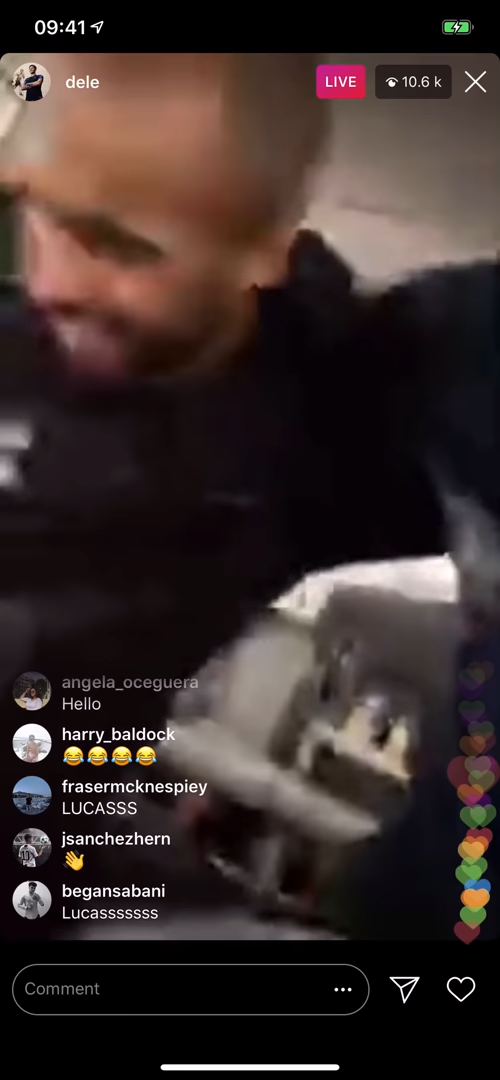 09:41
dele
LIVE
10.6 k
angela_oceguera
Hello
harry_baldock
😂😂😂😂
frasermcknespiey
LUCASSS
jsanchezhern
👋
begansabani
Lucasssssss
Comment